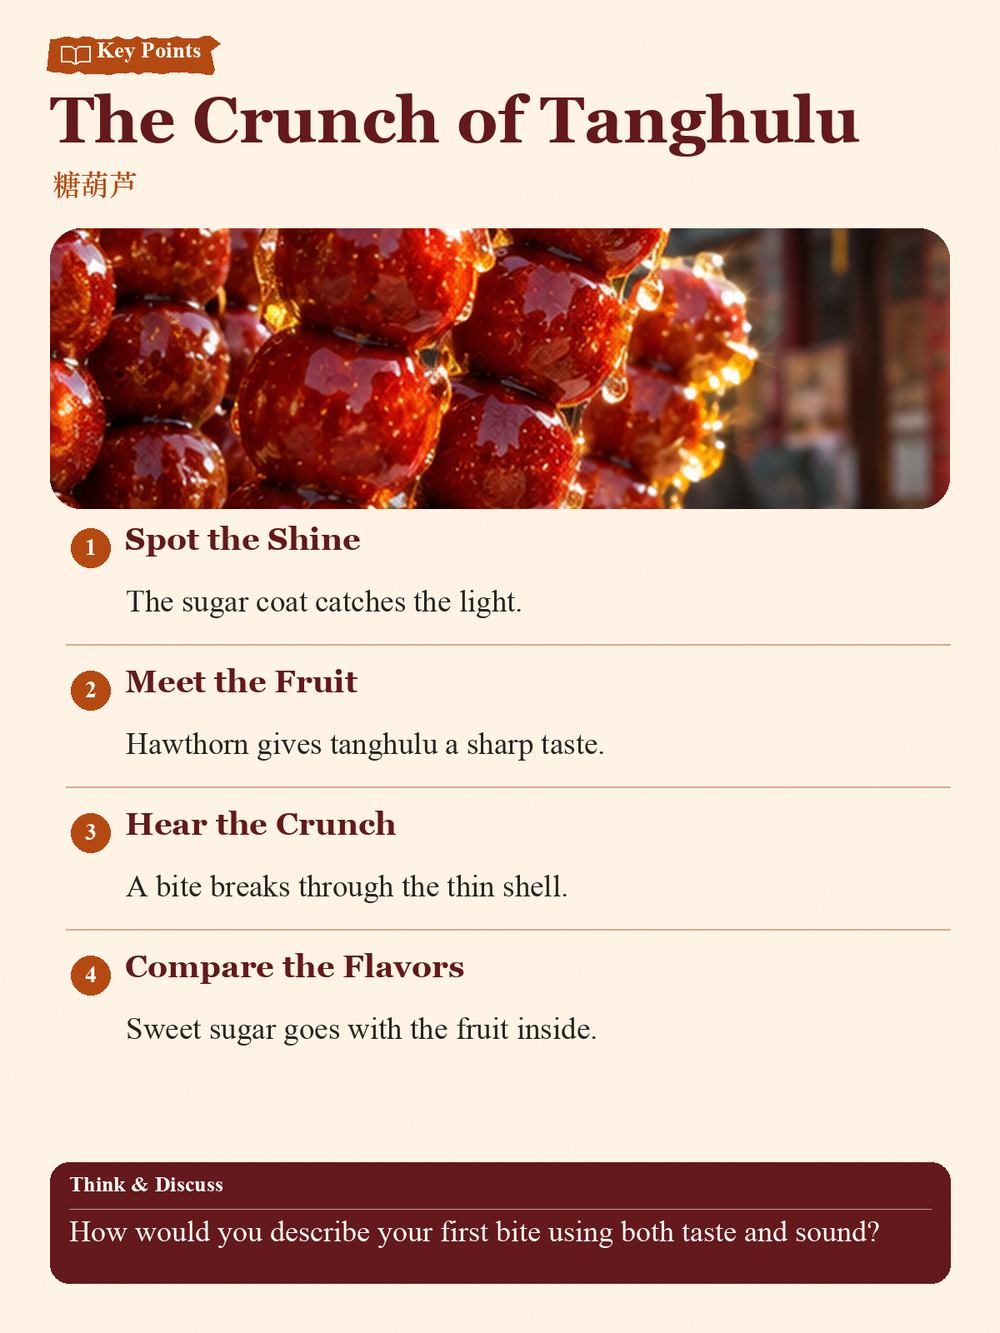 Key Points
The Crunch of Tanghulu
糖葫芦
1 Spot the Shine
The sugar coat catches the light.
2 Meet the Fruit
Hawthorn gives tanghulu a sharp taste.
3 Hear the Crunch
A bite breaks through the thin shell.
4 Compare the Flavors
Sweet sugar goes with the fruit inside.
Think & Discuss
How would you describe your first bite using both taste and sound?